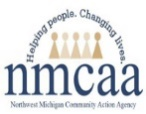 Helping people. Changing lives.
nmcaa
Northwest Michigan Community Action Agency